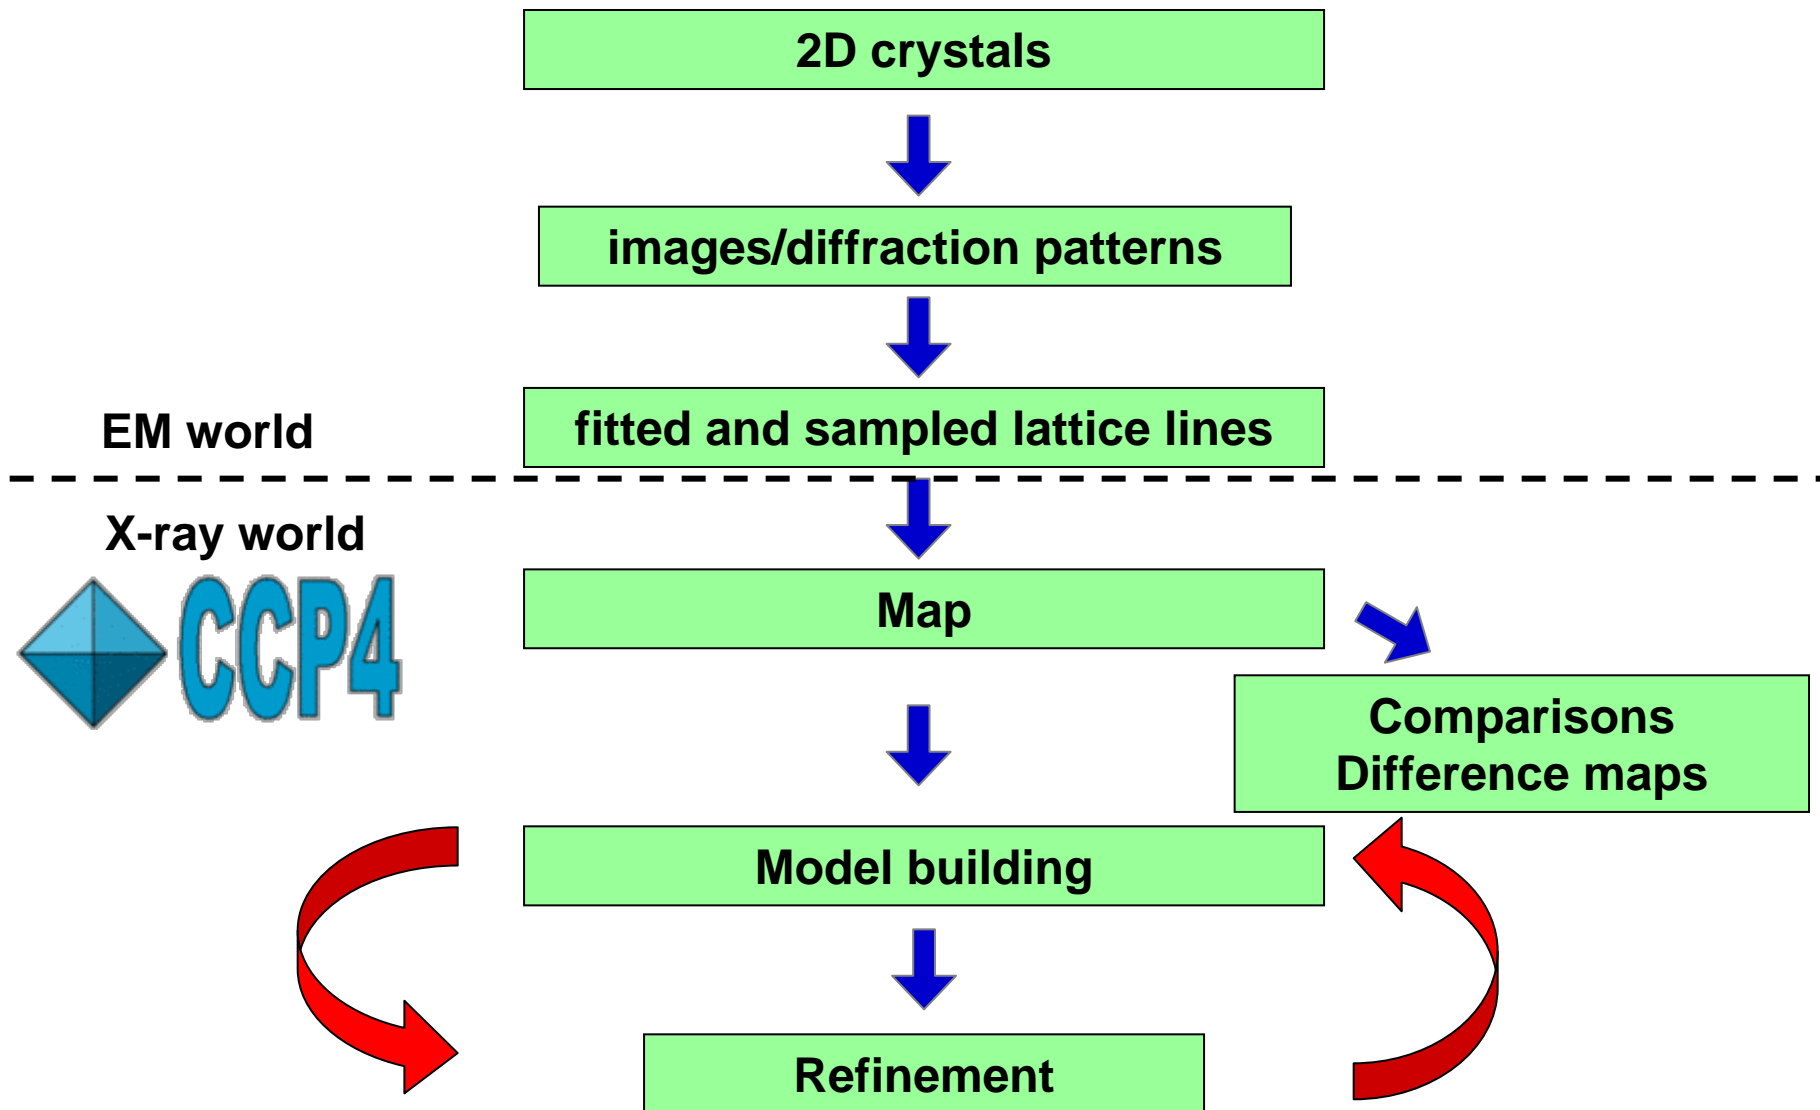 2D crystals
images/diffraction patterns
EM world
fitted and sampled lattice lines
X-ray world
CCP4
Map
Comparisons
Difference maps
Model building
Refinement